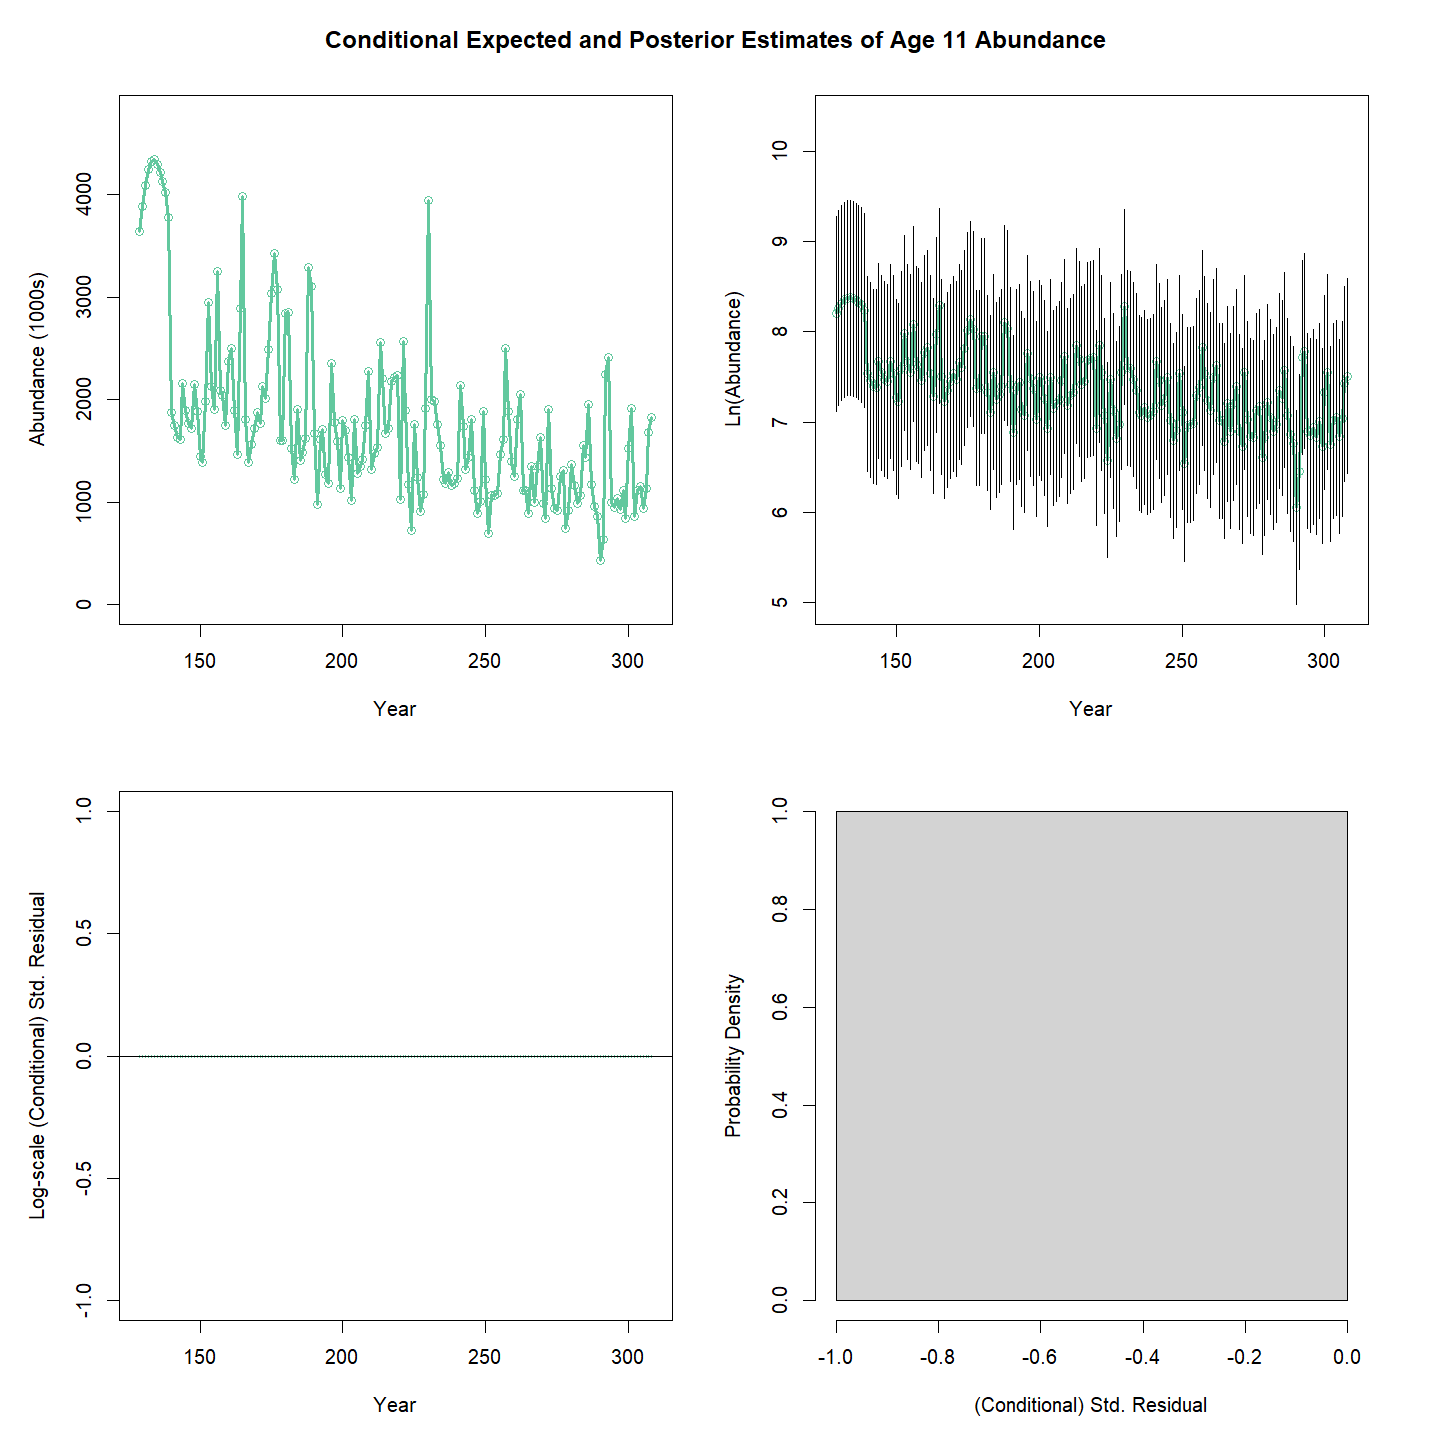 Conditional Expected and Posterior Estimates of Age 11 Abundance
Abundance (1000s)
4000
3000
2000
1000
0
150 200 250 300
Year
Ln(Abundance)
10
9
8
7
6
5
150 200 250 300
Year
Log-scale (Conditional) Std. Residual
1.0
0.5
0.0
-0.5
-1.0
150 200 250 300
Year
Probability Density
1.0
0.8
0.6
0.4
0.2
0.0
-1.0 -0.8 -0.6 -0.4 -0.2 0.0
(Conditional) Std. Residual